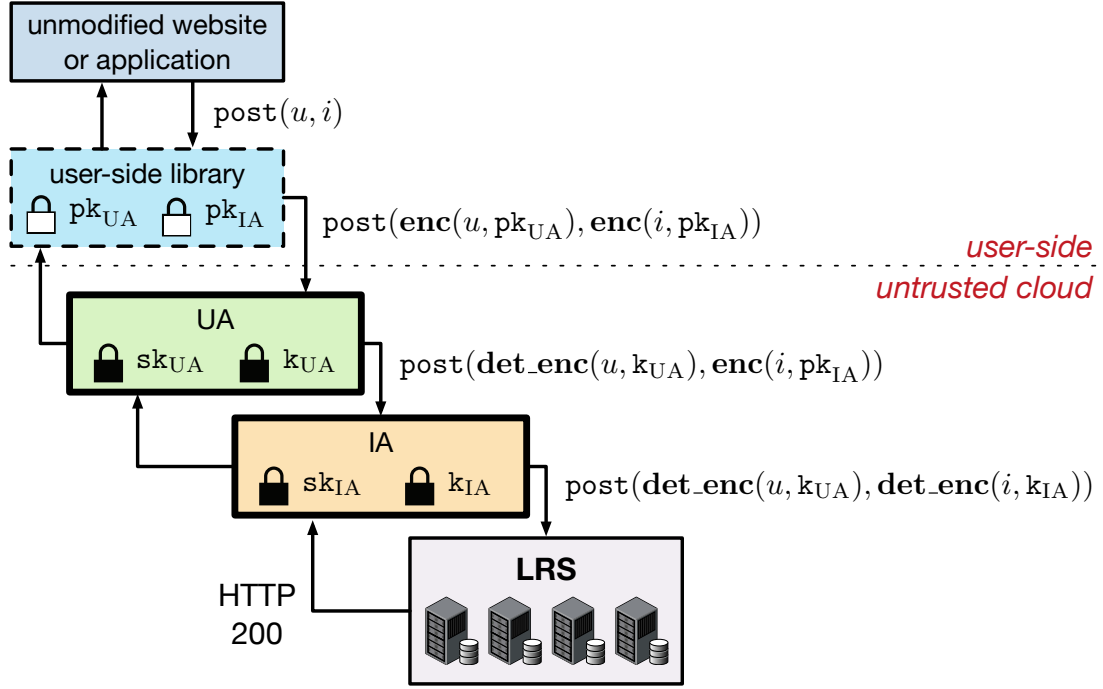 unmodified website
or application
post(u, i)
user-side library
pk_UA pk_IA
post(enc(u, pk_UA), enc(i, pk_IA))
user-side
untrusted cloud
UA
sk_UA k_UA
post(det_enc(u, k_UA), enc(i, pk_IA))
IA
sk_IA k_IA
post(det_enc(u, k_UA), det_enc(i, k_IA))
LRS
HTTP
200